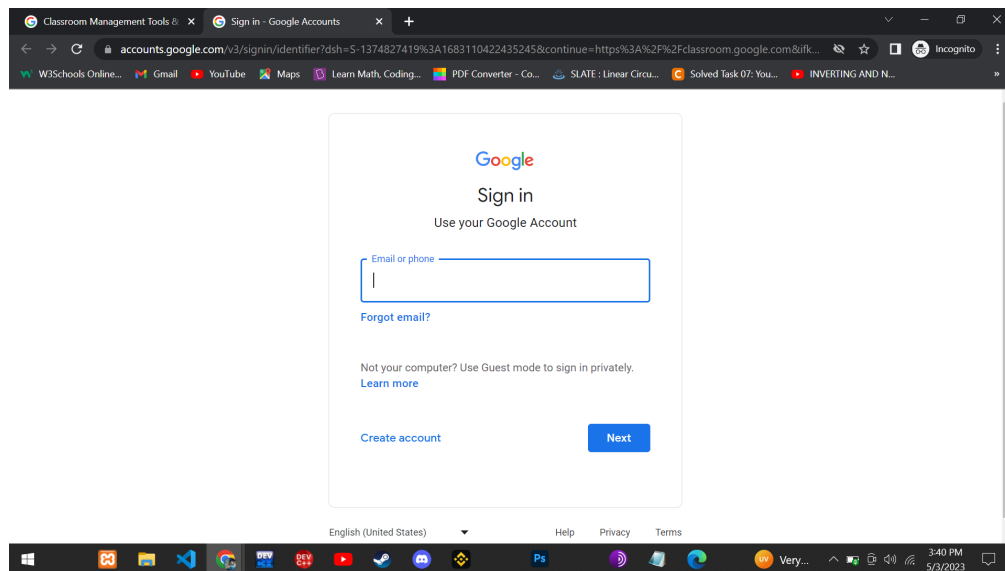 Classroom Management Tools &
Sign in - Google Accounts
accounts.google.com/v3/signin/identifier?dsh=S-1374827419%3A1683110422435245&continue=https%3A%2F%2Fclassroom.google.com&ifk...
Incognito
W3Schools Online...
Gmail
YouTube
Maps
Learn Math, Coding...
PDF Converter - Co...
SLATE : Linear Circu...
Solved Task 07: You...
INVERTING AND N...
»
Google
Sign in
Use your Google Account
Email or phone
Forgot email?
Not your computer? Use Guest mode to sign in privately.
Learn more
Create account
Next
English (United States)
Help
Privacy
Terms
DEV
DEV
C++
Ps
UV
Very...
3:40 PM
5/3/2023